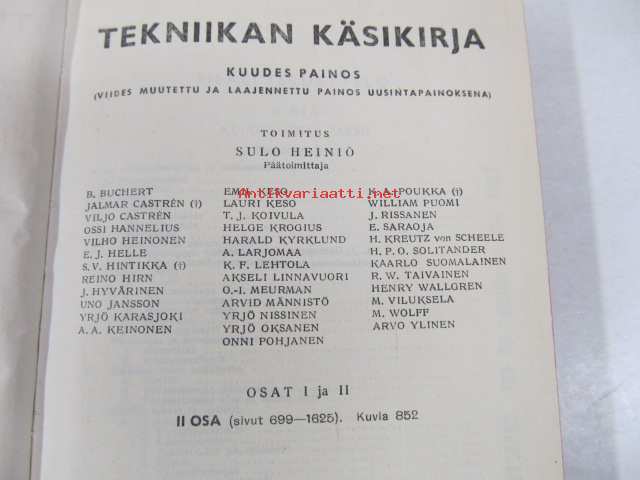 TEKNIIKAN KÄSIKIRJA
KUUDES PAINOS
(VIIDES MUUTETTU JA LAAJENNETTU PAINOS UUSINTAPAINOKSENA)
TOIMITUS
SULO HEINIÖ
Päätoimittaja
B. BUCHERT
JALMAR CASTRÉN (†)
VILJO CASTRÉN
OSSI HANNELIUS
VILHO HEINONEN
E. J. HELLE
S. V. HINTIKKA (†)
REINO HIRN
J. HYVÄRINEN
UNO JANSSON
YRJÖ KARASJOKI
A. A. KEINONEN
EMIL KESO
LAURI KESO
T. J. KOIVULA
HELGE KROGIUS
HARALD KYRKLUND
A. LARJOMAA
K. F. LEHTOLA
AKSELI LINNAVUORI
O.-I. MEURMAN
ARVID MÄNNISTÖ
YRJÖ NISSINEN
YRJÖ OKSANEN
ONNI POHJANEN
K. A. POUKKA (†)
WILLIAM PUOMI
J. RISSANEN
E. SARAOJA
H. KREUTZ von SCHEELE
H. P. O. SOLITANDER
KAARLO SUOMALAINEN
R. W. TAIVAINEN
HENRY WALLGREN
M. VILUKSELA
M. WOLFF
ARVO YLINEN
Antikvariaatti.net
OSAT I ja II
II OSA (sivut 699—1625). Kuvia 852